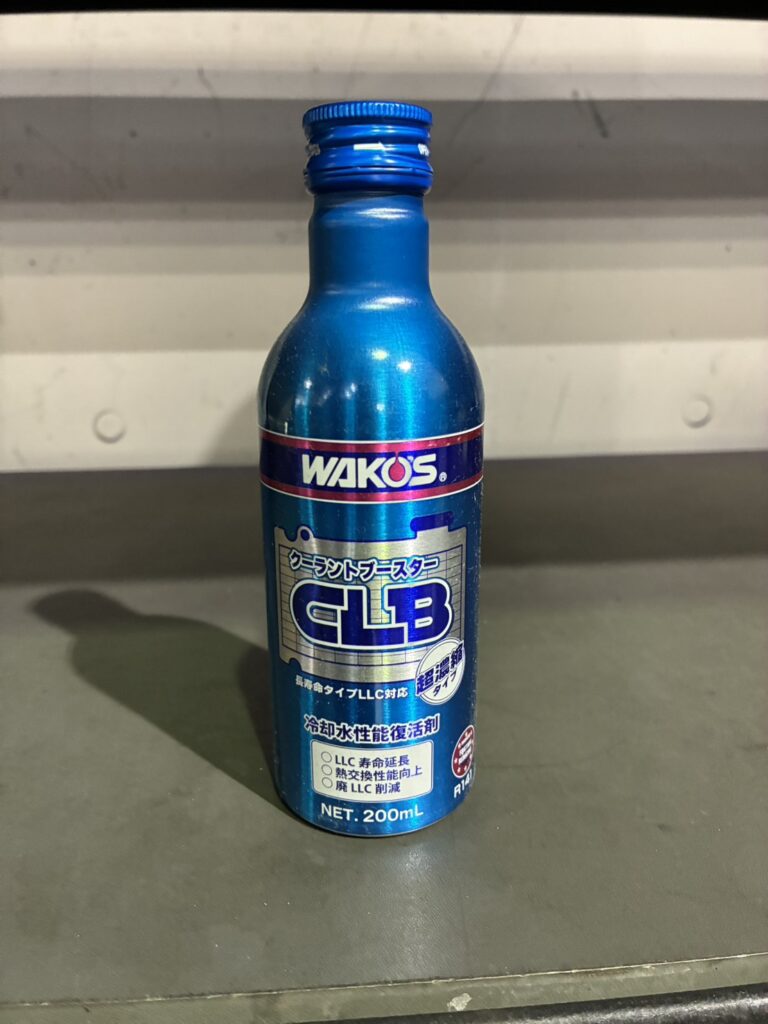 WAKO'S®
クーラントブースター
CLB
超濃縮
タイプ
長寿命タイプLLC対応
冷却水性能復活剤
○LLC 寿命延長
○熱交換性能向上
○廃 LLC 削減
NET. 200mL